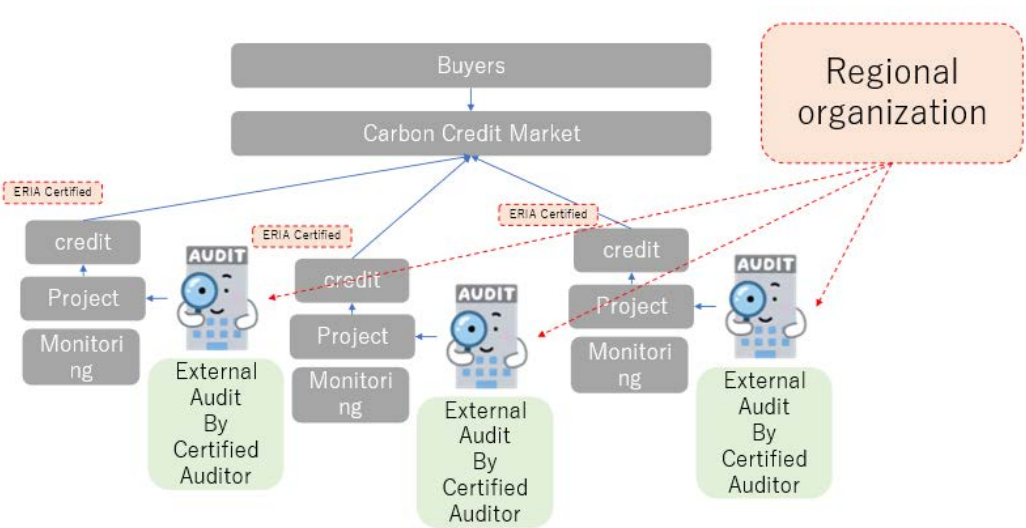 Buyers
Carbon Credit Market
Regional
organization
ERIA Certified
credit
Project
Monitori
ng
AUDIT
External
Audit
By
Certified
Auditor
ERIA Certified
credit
Project
Monitori
ng
AUDIT
External
Audit
By
Certified
Auditor
ERIA Certified
credit
Project
Monitori
ng
AUDIT
External
Audit
By
Certified
Auditor